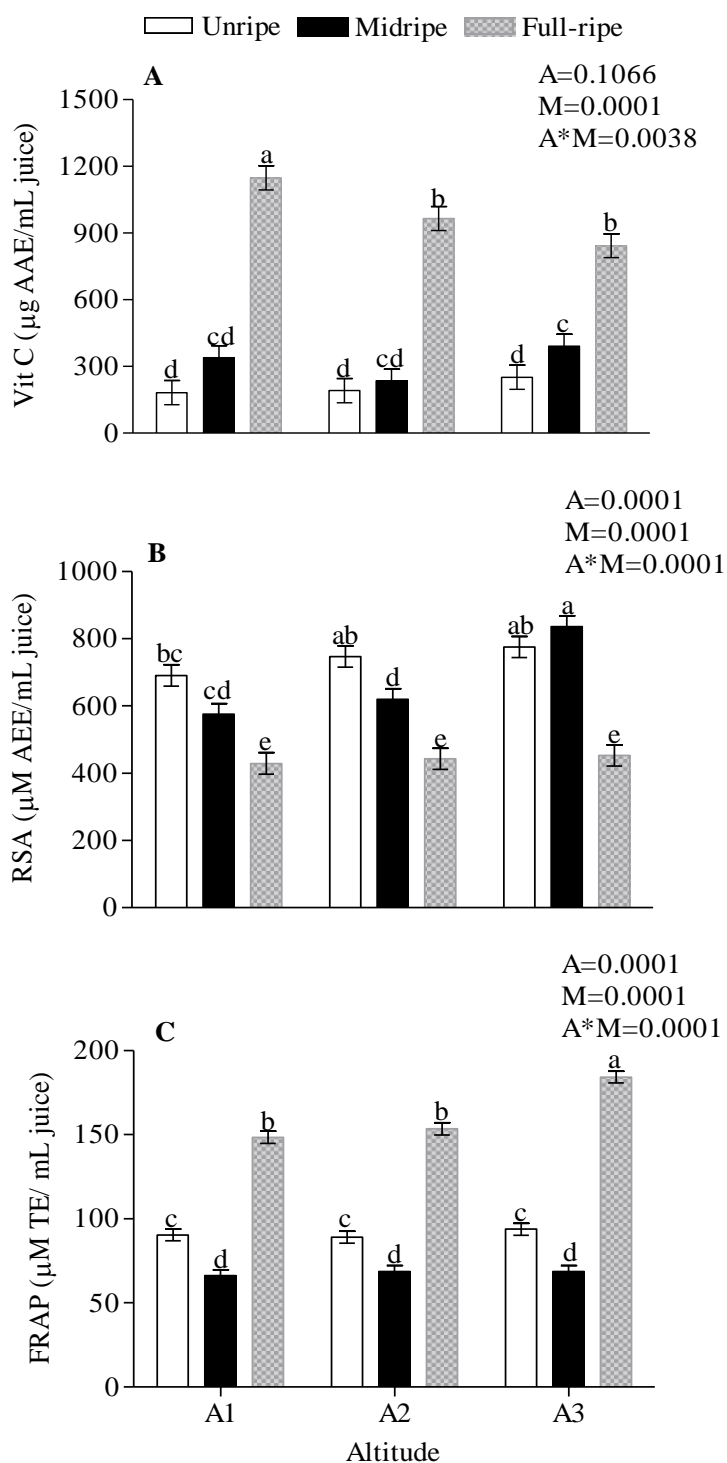 Unripe Midripe Full-ripe
A
A=0.1066
M=0.0001
A*M=0.0038
Vit C (µg AAE/mL juice)
1500
1200
900
600
300
0
d cd a d cd b d c b
B
A=0.0001
M=0.0001
A*M=0.0001
RSA (µM AEE/mL juice)
1000
800
600
400
200
0
bc cd e ab d e ab a e
C
A=0.0001
M=0.0001
A*M=0.0001
FRAP (µM TE/ mL juice)
200
150
100
50
0
c d b c d b c d a
A1 A2 A3
Altitude